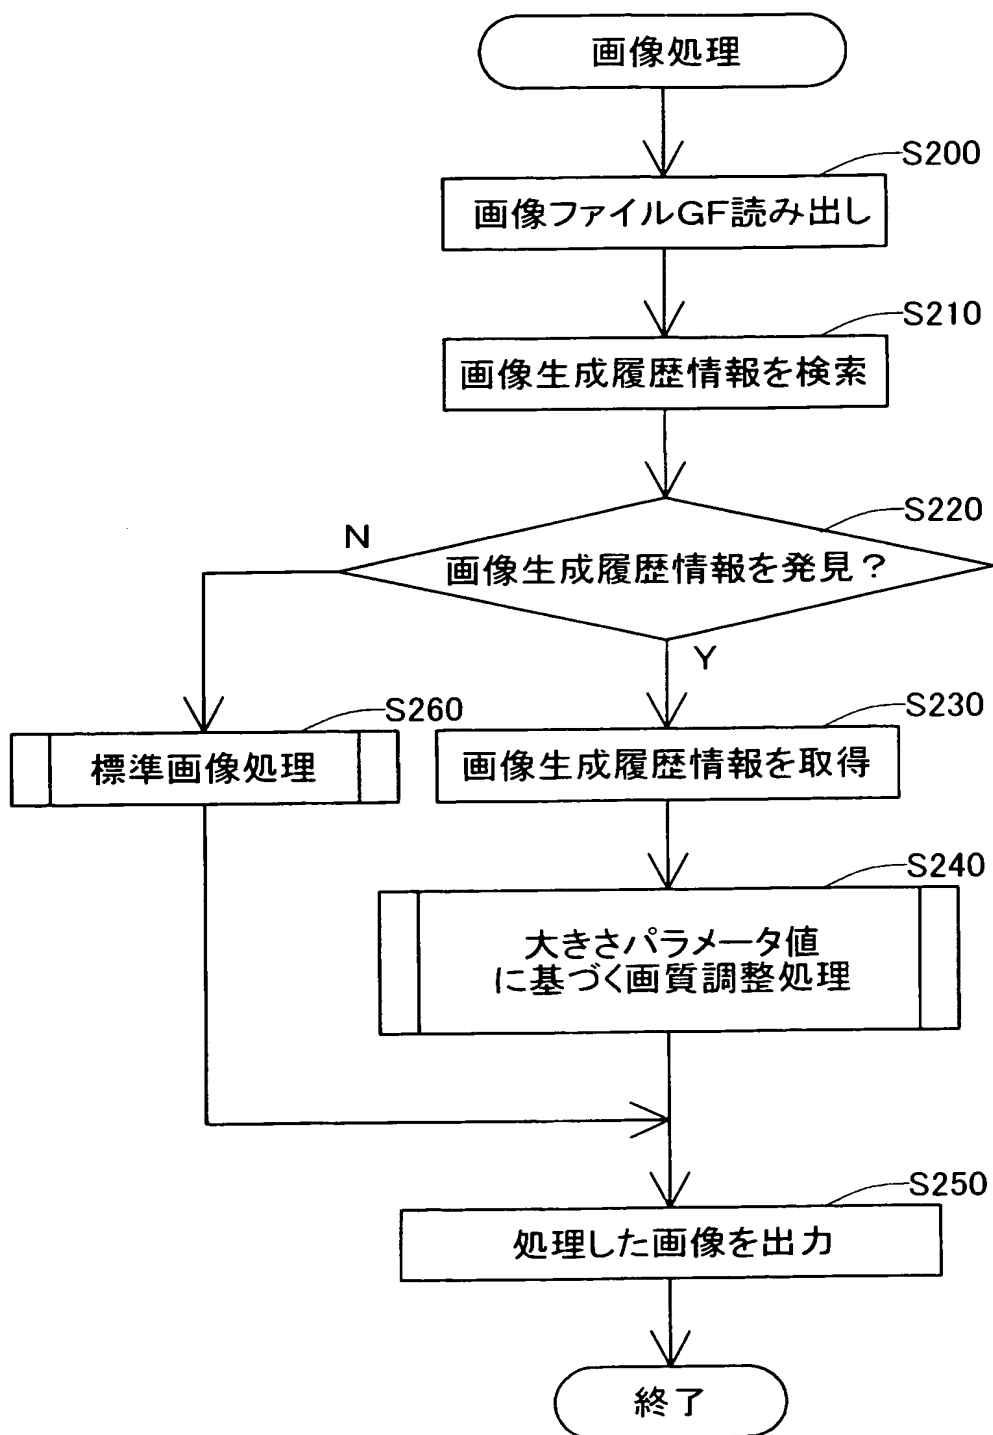 画像処理
S200
画像ファイルGF読み出し
S210
画像生成履歴情報を検索
S220
N
画像生成履歴情報を発見？
Y
S260
S230
標準画像処理
画像生成履歴情報を取得
S240
大きさパラメータ値
に基づく画質調整処理
S250
処理した画像を出力
終了